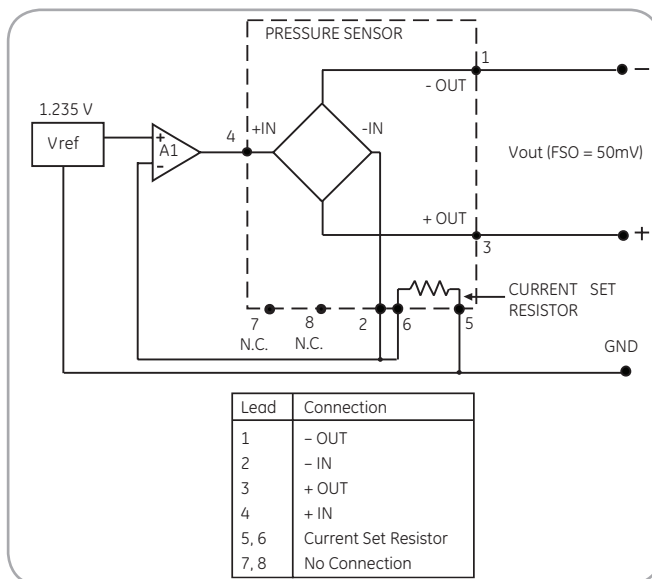 PRESSURE SENSOR
1
- OUT
1.235 V
Vref
+
-
A1
4
+IN
-IN
Vout (FSO = 50mV)
+ OUT
3
+
CURRENT SET
RESISTOR
7
8
2
6
5
N.C.
N.C.
GND
Lead Connection
1 – OUT
2 – IN
3 + OUT
4 + IN
5, 6 Current Set Resistor
7, 8 No Connection